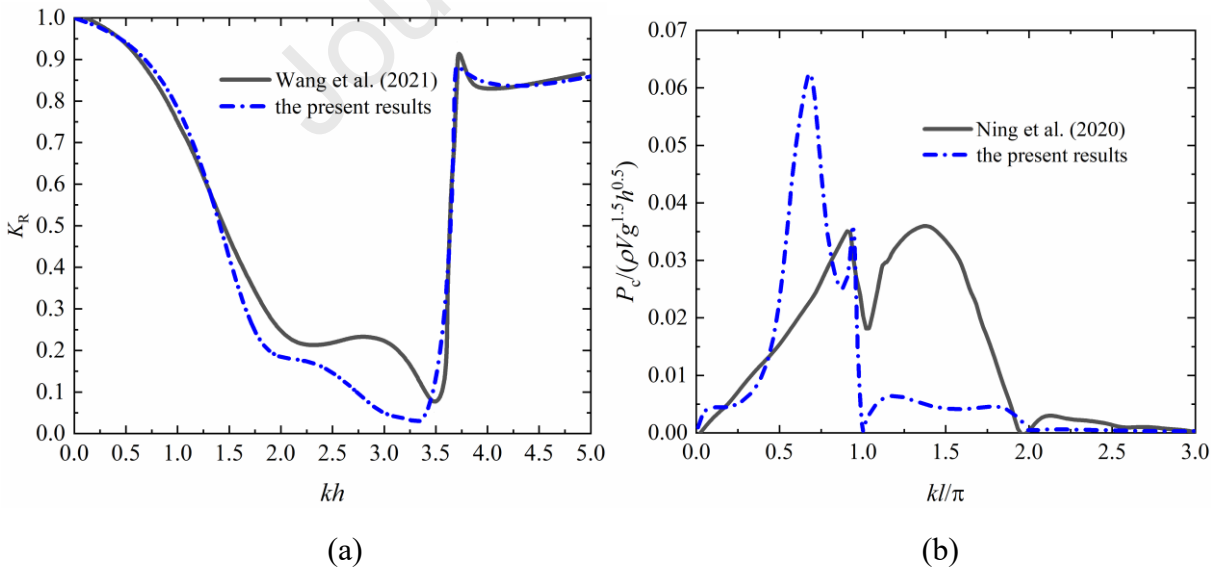 Jou
1.0
0.9
0.8
0.7
0.6
0.5
0.4
0.3
0.2
0.1
0.0
K_R
Wang et al. (2021)
the present results
0.0 0.5 1.0 1.5 2.0 2.5 3.0 3.5 4.0 4.5 5.0
kh
(a)
0.07
0.06
0.05
0.04
0.03
0.02
0.01
0.00
P_c/(ρVg^1.5h^0.5)
Ning et al. (2020)
the present results
0.0 0.5 1.0 1.5 2.0 2.5 3.0
kl/π
(b)